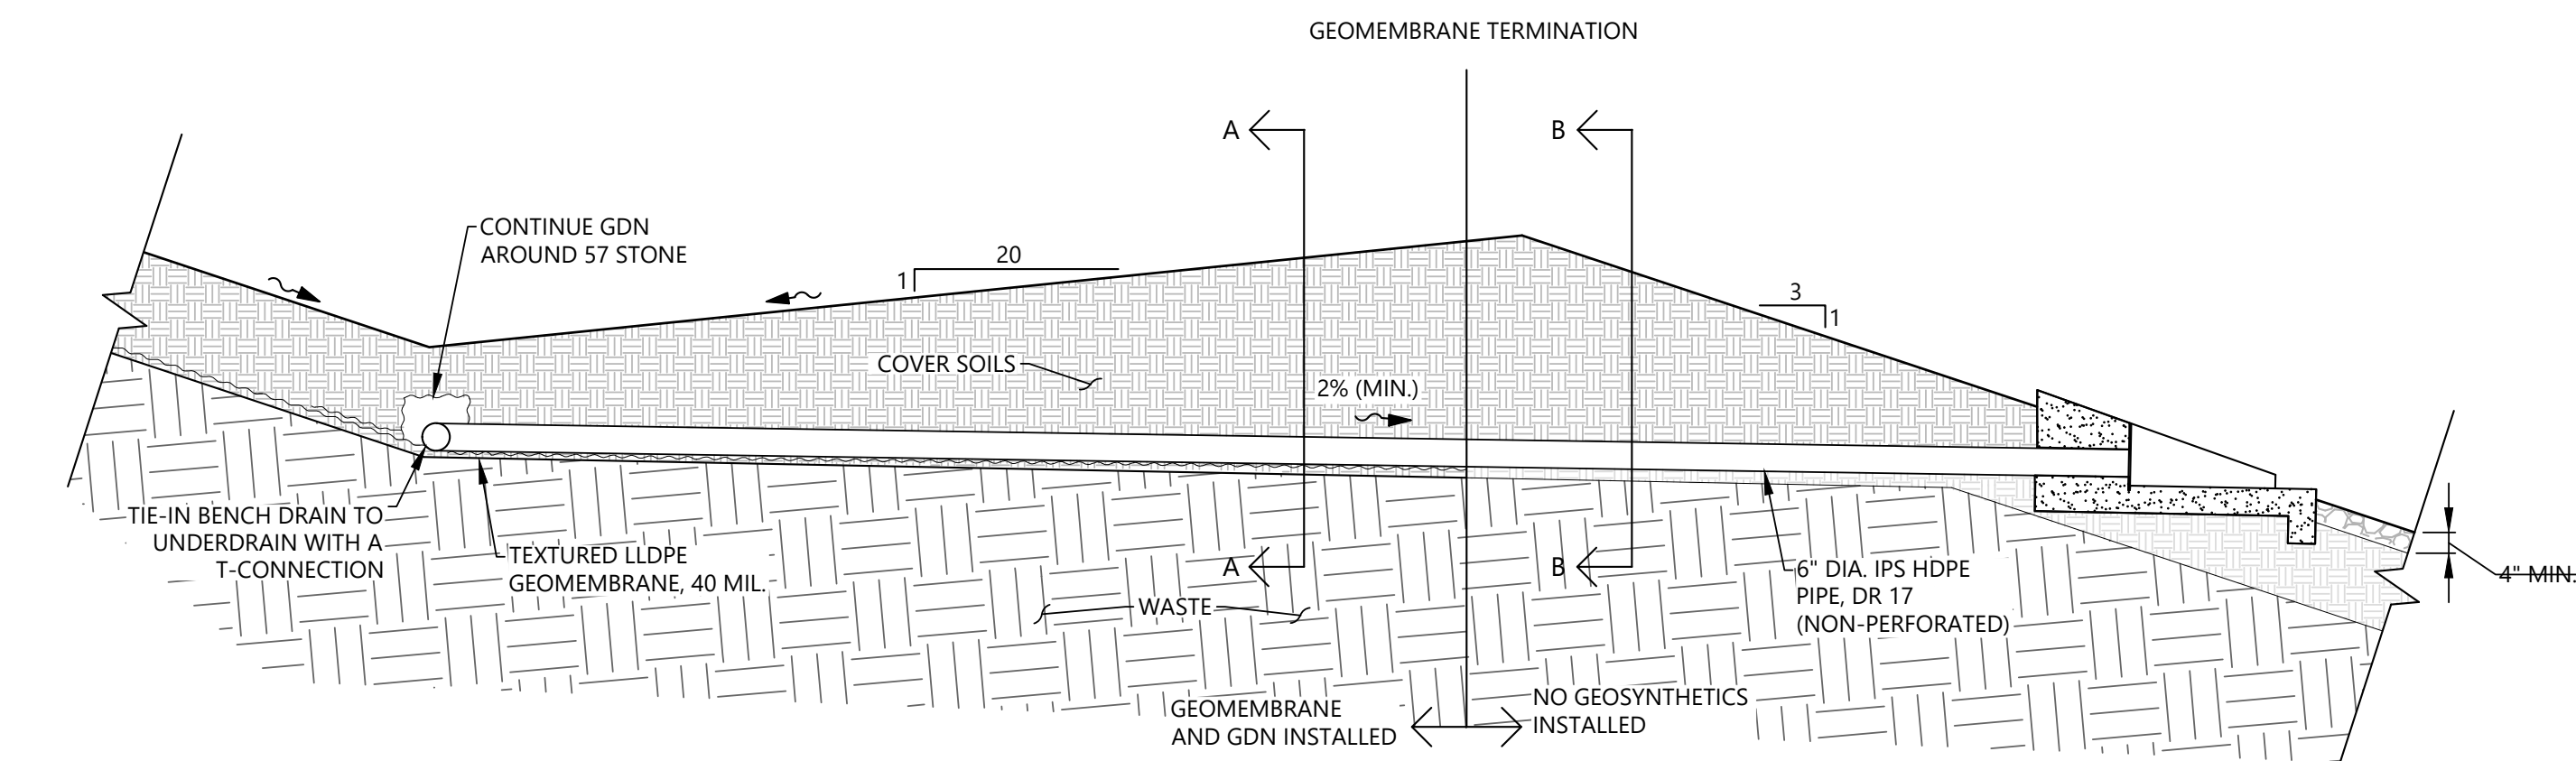 GEOMEMBRANE TERMINATION
A
B
CONTINUE GDN
AROUND 57 STONE
20
1
3
1
COVER SOILS
2% (MIN.)
TIE-IN BENCH DRAIN TO
UNDERDRAIN WITH A
T-CONNECTION
TEXTURED LLDPE
GEOMEMBRANE, 40 MIL.
A
B
WASTE
6" DIA. IPS HDPE
PIPE, DR 17
(NON-PERFORATED)
4" MIN.
GEOMEMBRANE
AND GDN INSTALLED
NO GEOSYNTHETICS
INSTALLED